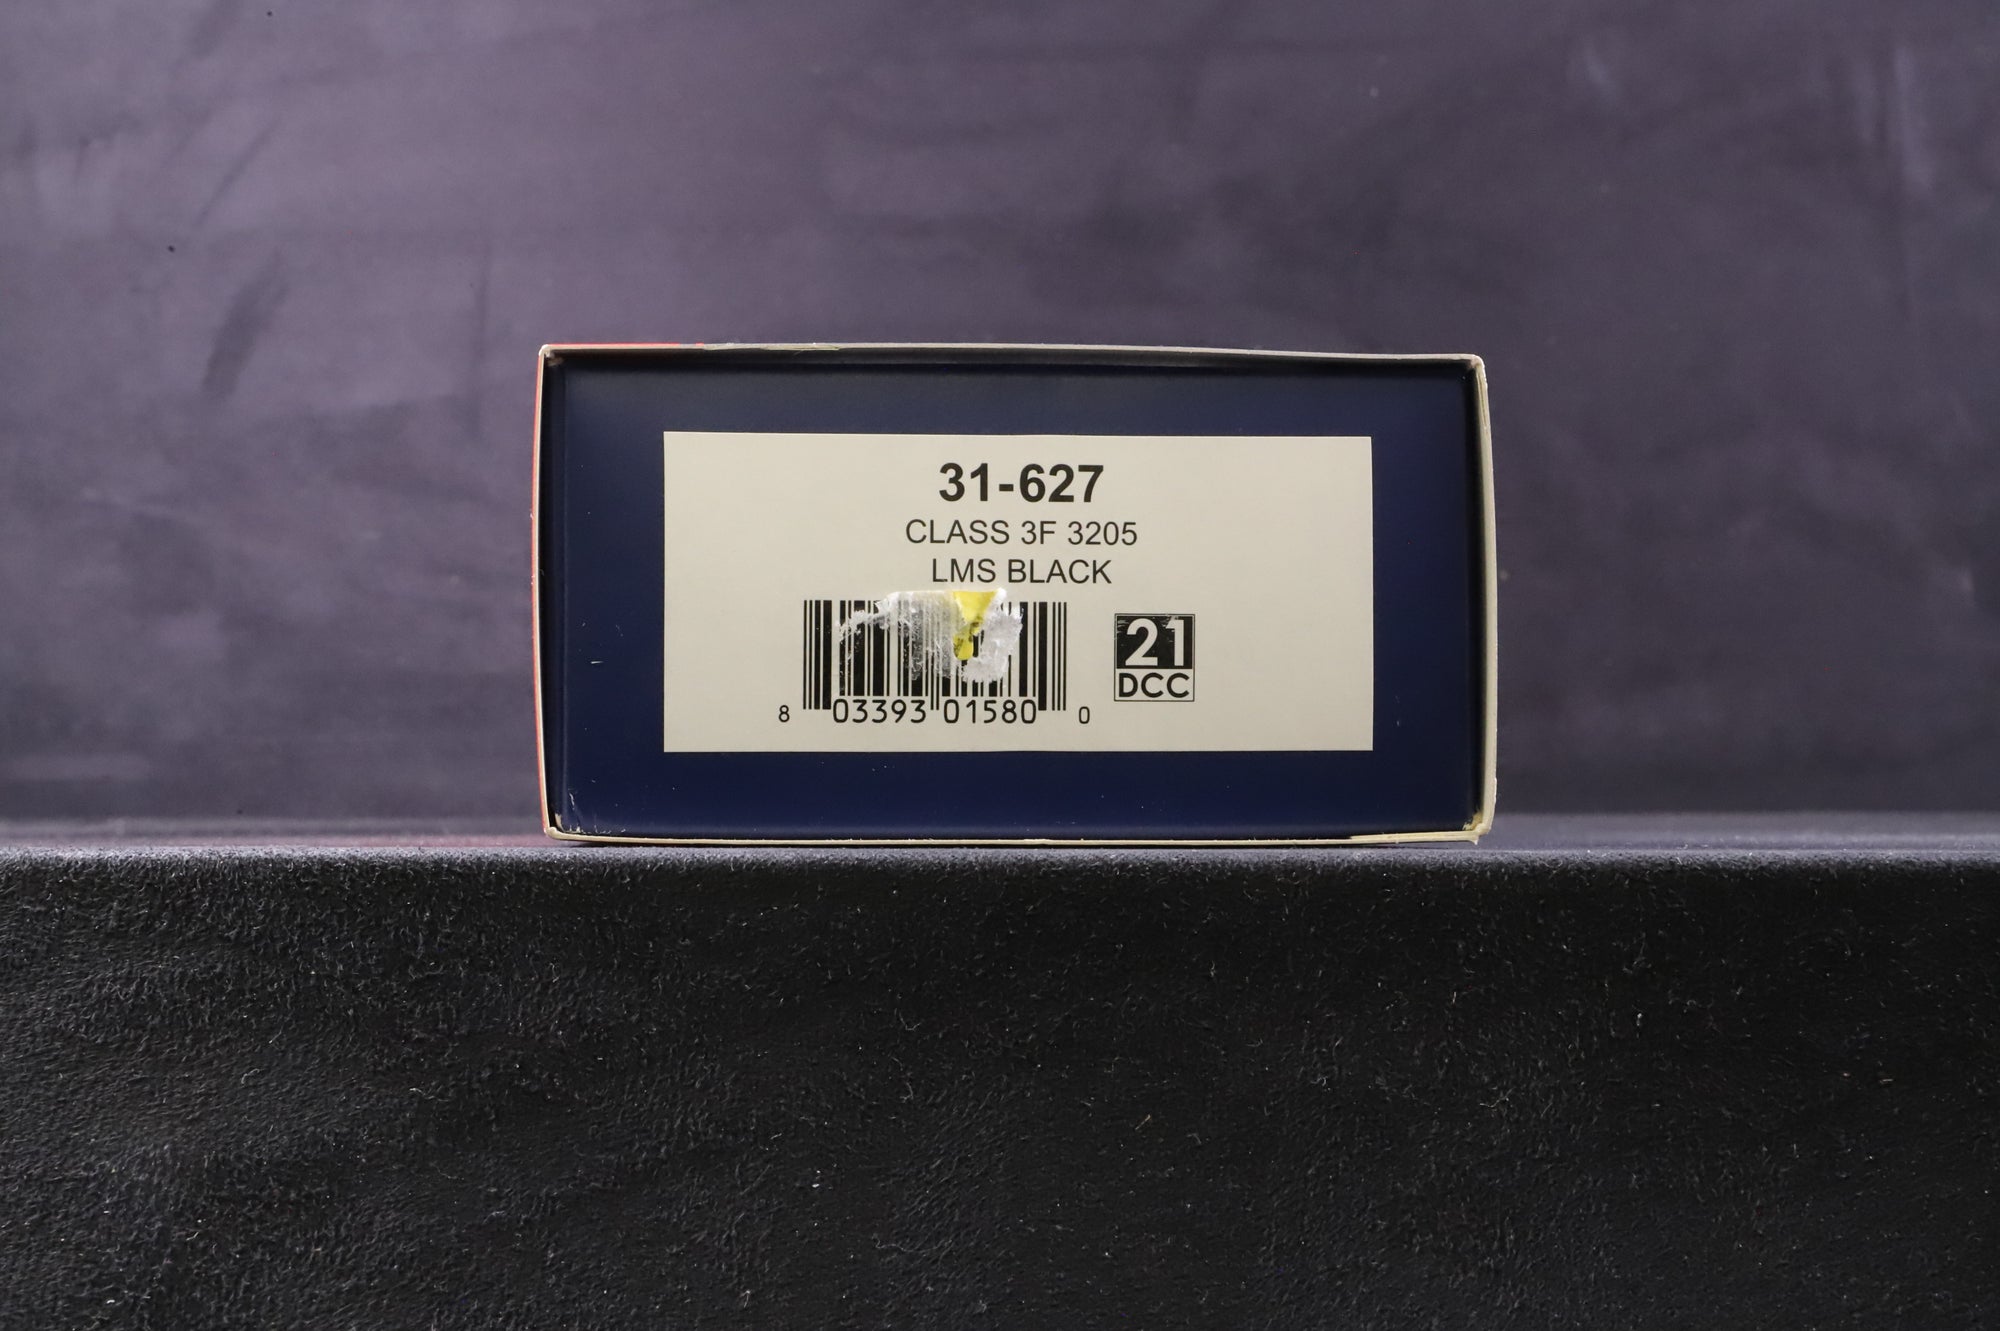 31-627
CLASS 3F 3205
LMS BLACK
21
DCC
8 03393 01580 0